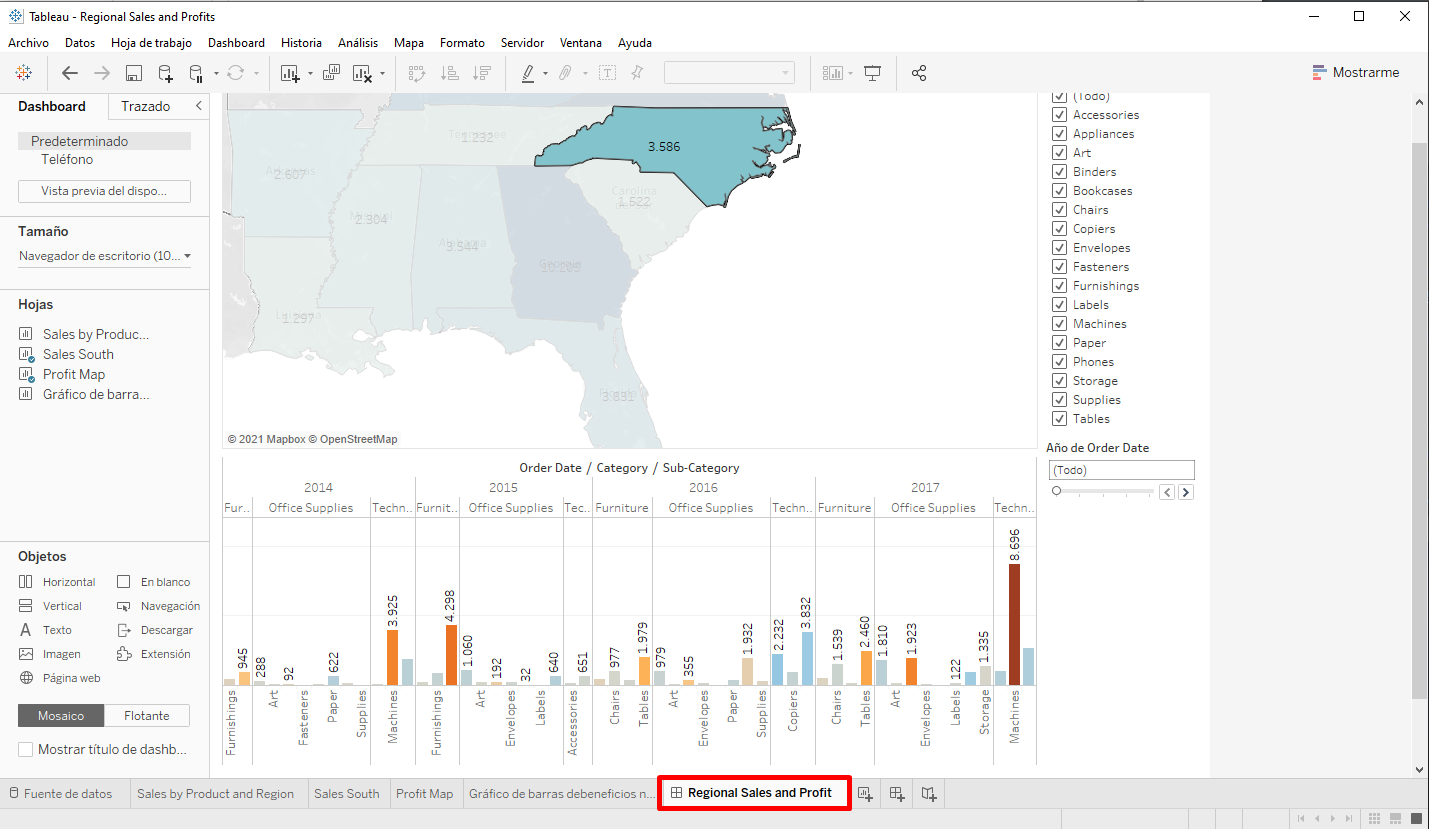 Tableau - Regional Sales and Profits
Archivo Datos Hoja de trabajo Dashboard Historia Análisis Mapa Formato Servidor Ventana Ayuda
Mostrarme
Dashboard Trazado
Predeterminado
Teléfono
Vista previa del dispo...
Tamaño
Navegador de escritorio (10...
Hojas
Sales by Produc...
Sales South
Profit Map
Gráfico de barra...
Objetos
Horizontal En blanco
Vertical Navegación
Texto Descargar
Imagen Extensión
Página web
Mosaico Flotante
Mostrar título de dashb...
1.232
3.586
2.607
Carolina
1.522
2.304
3.544
10.209
1.297
3.831
© 2021 Mapbox © OpenStreetMap
(Todo)
Accessories
Appliances
Art
Binders
Bookcases
Chairs
Copiers
Envelopes
Fasteners
Furnishings
Labels
Machines
Paper
Phones
Storage
Supplies
Tables
Año de Order Date
(Todo)
Order Date / Category / Sub-Category
2014 2015 2016 2017
Fur.. Office Supplies Techn.. Furnit.. Office Supplies Tec.. Furniture Office Supplies Techn.. Furniture Office Supplies Techn..
945 288 92 622 3.925 4.298 1.060 192 32 640 651 977 1.979 979 355 1.932 2.232 3.832 1.539 2.460 1.810 1.923 122 1.335 8.696
Furnishings Art Fasteners Paper Supplies Machines Furnishings Art Envelopes Labels Accessories Chairs Tables Art Envelopes Paper Supplies Copiers Chairs Tables Art Envelopes Labels Storage Machines
Fuente de datos Sales by Product and Region Sales South Profit Map Gráfico de barras debeneficios n... Regional Sales and Profit